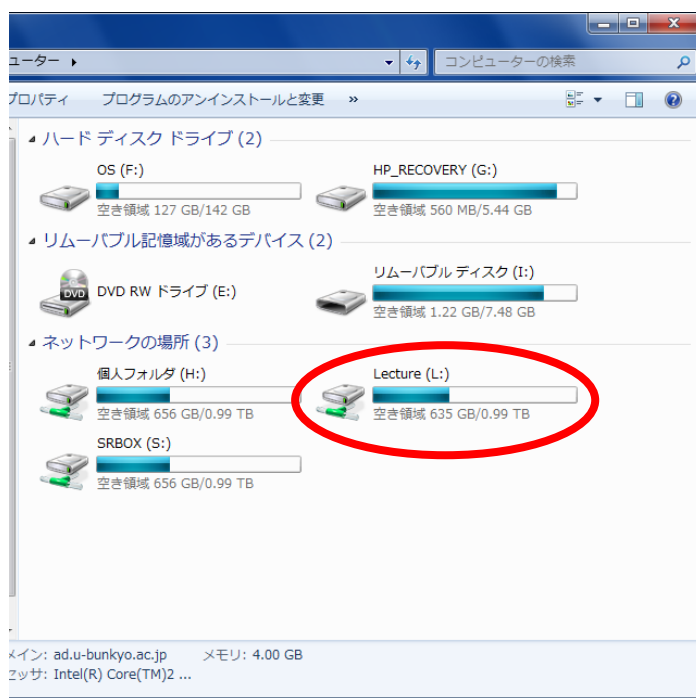 ューター ▸ コンピューターの検索
プロパティ プログラムのアンインストールと変更 »
ハード ディスク ドライブ (2)
OS (F:)
空き領域 127 GB/142 GB
HP_RECOVERY (G:)
空き領域 560 MB/5.44 GB
リムーバブル記憶域があるデバイス (2)
DVD
DVD RW ドライブ (E:)
リムーバブル ディスク (I:)
空き領域 1.22 GB/7.48 GB
ネットワークの場所 (3)
個人フォルダ (H:)
空き領域 656 GB/0.99 TB
Lecture (L:)
空き領域 635 GB/0.99 TB
SRBOX (S:)
空き領域 656 GB/0.99 TB
メイン: ad.u-bunkyo.ac.jp メモリ: 4.00 GB
セッサ: Intel(R) Core(TM)2 ...